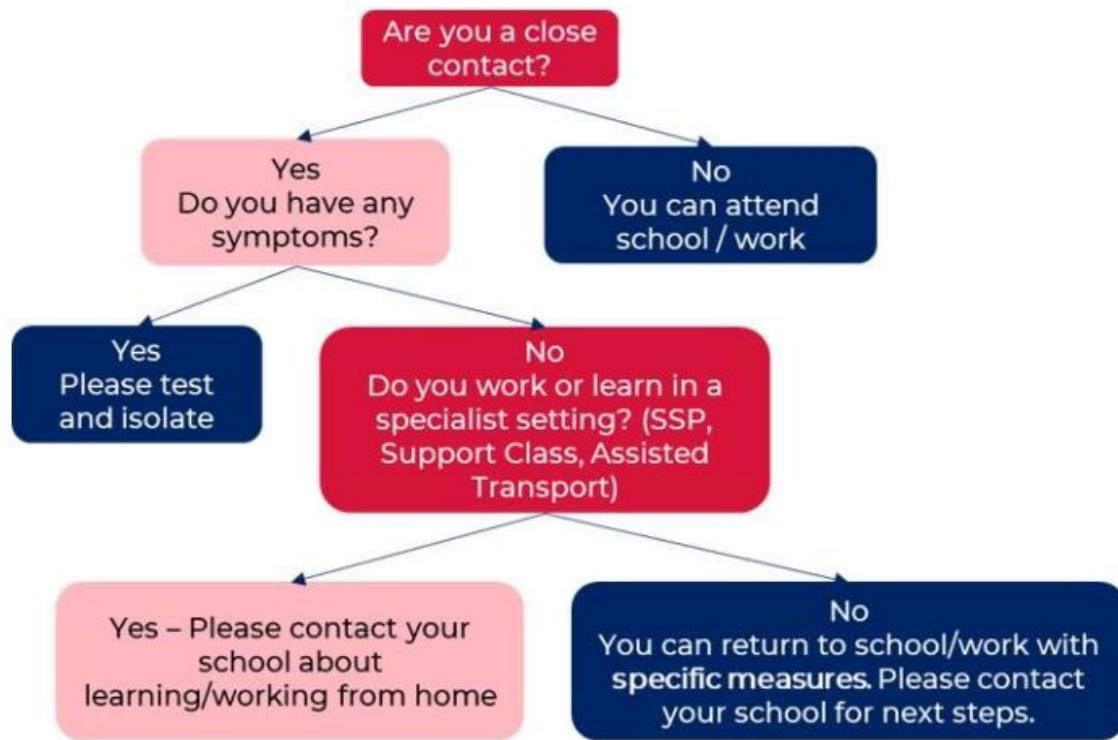 Are you a close
contact?
Yes
Do you have any
symptoms?
No
You can attend
school / work
Yes
Please test
and isolate
No
Do you work or learn in a
specialist setting? (SSP,
Support Class, Assisted
Transport)
Yes – Please contact your
school about
learning/working from home
No
You can return to school/work with
specific measures. Please contact
your school for next steps.